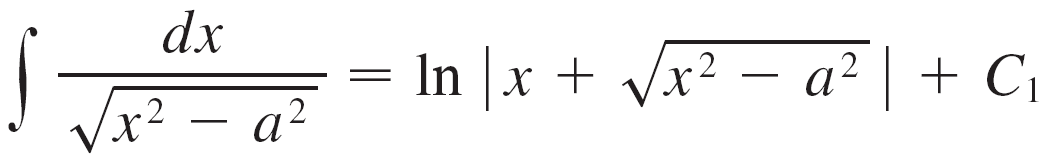 ∫ dx / √(x² − a²) = ln |x + √(x² − a²)| + C₁